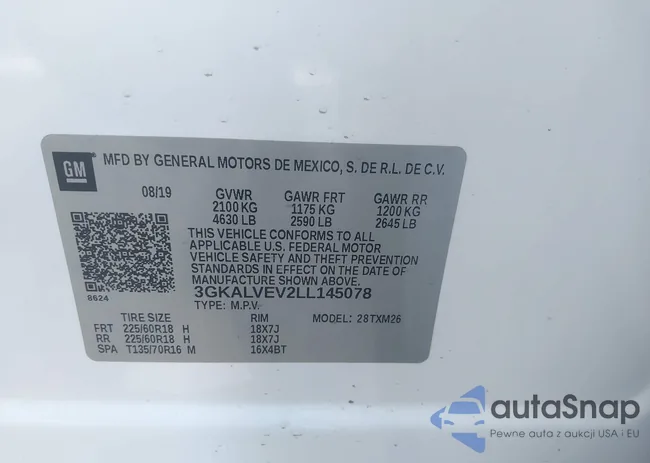 GM
MFD BY GENERAL MOTORS DE MEXICO, S. DE R.L. DE C.V.
08/19 GVWR GAWR FRT GAWR RR
2100 KG 1175 KG 1200 KG
4630 LB 2590 LB 2645 LB
THIS VEHICLE CONFORMS TO ALL
APPLICABLE U.S. FEDERAL MOTOR
VEHICLE SAFETY AND THEFT PREVENTION
STANDARDS IN EFFECT ON THE DATE OF
MANUFACTURE SHOWN ABOVE.
8624 3GKALVEV2LL145078
TYPE: M.P.V.
TIRE SIZE RIM MODEL: 28TXM26
FRT 225/60R18 H 18X7J
RR 225/60R18 H 18X7J
SPA T135/70R16 M 16X4BT
autoSnap
Pewne auta z aukcji USA i EU